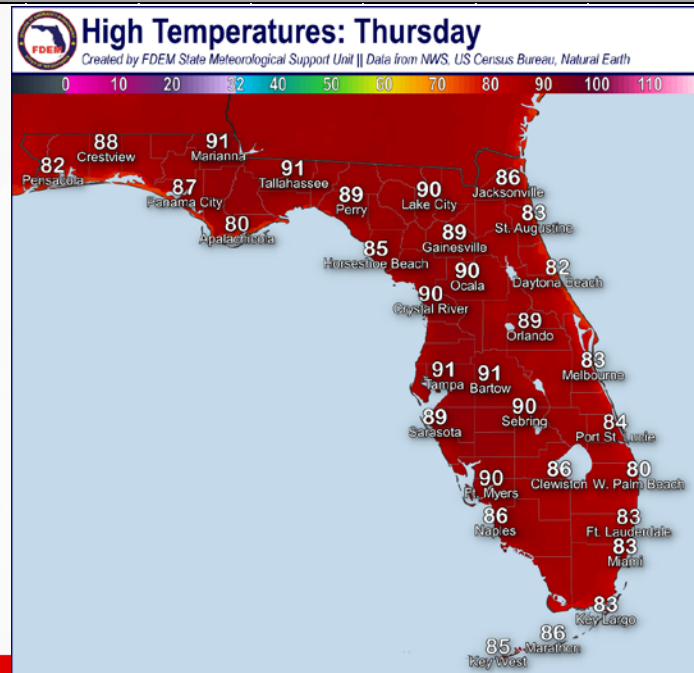 High Temperatures: Thursday
Created by FDEM State Meteorological Support Unit || Data from NWS, US Census Bureau, Natural Earth
FDEM
0 10 20 32 40 50 60 70 80 90 100 110
88
Crestview
91
Marianna
82
Pensacola
91
Tallahassee
87
Panama City
89
Perry
90
Lake City
86
Jacksonville
80
Apalachicola
83
St. Augustine
89
Gainesville
85
Horseshoe Beach
90
Ocala
82
Daytona Beach
90
Crystal River
89
Orlando
83
Melbourne
91
Tampa
91
Bartow
90
Sebring
89
Sarasota
84
Port St. Lucie
86
Clewiston
80
W. Palm Beach
90
Ft. Myers
86
Naples
83
Ft. Lauderdale
83
Miami
83
Key Largo
86
Marathon
85
Key West